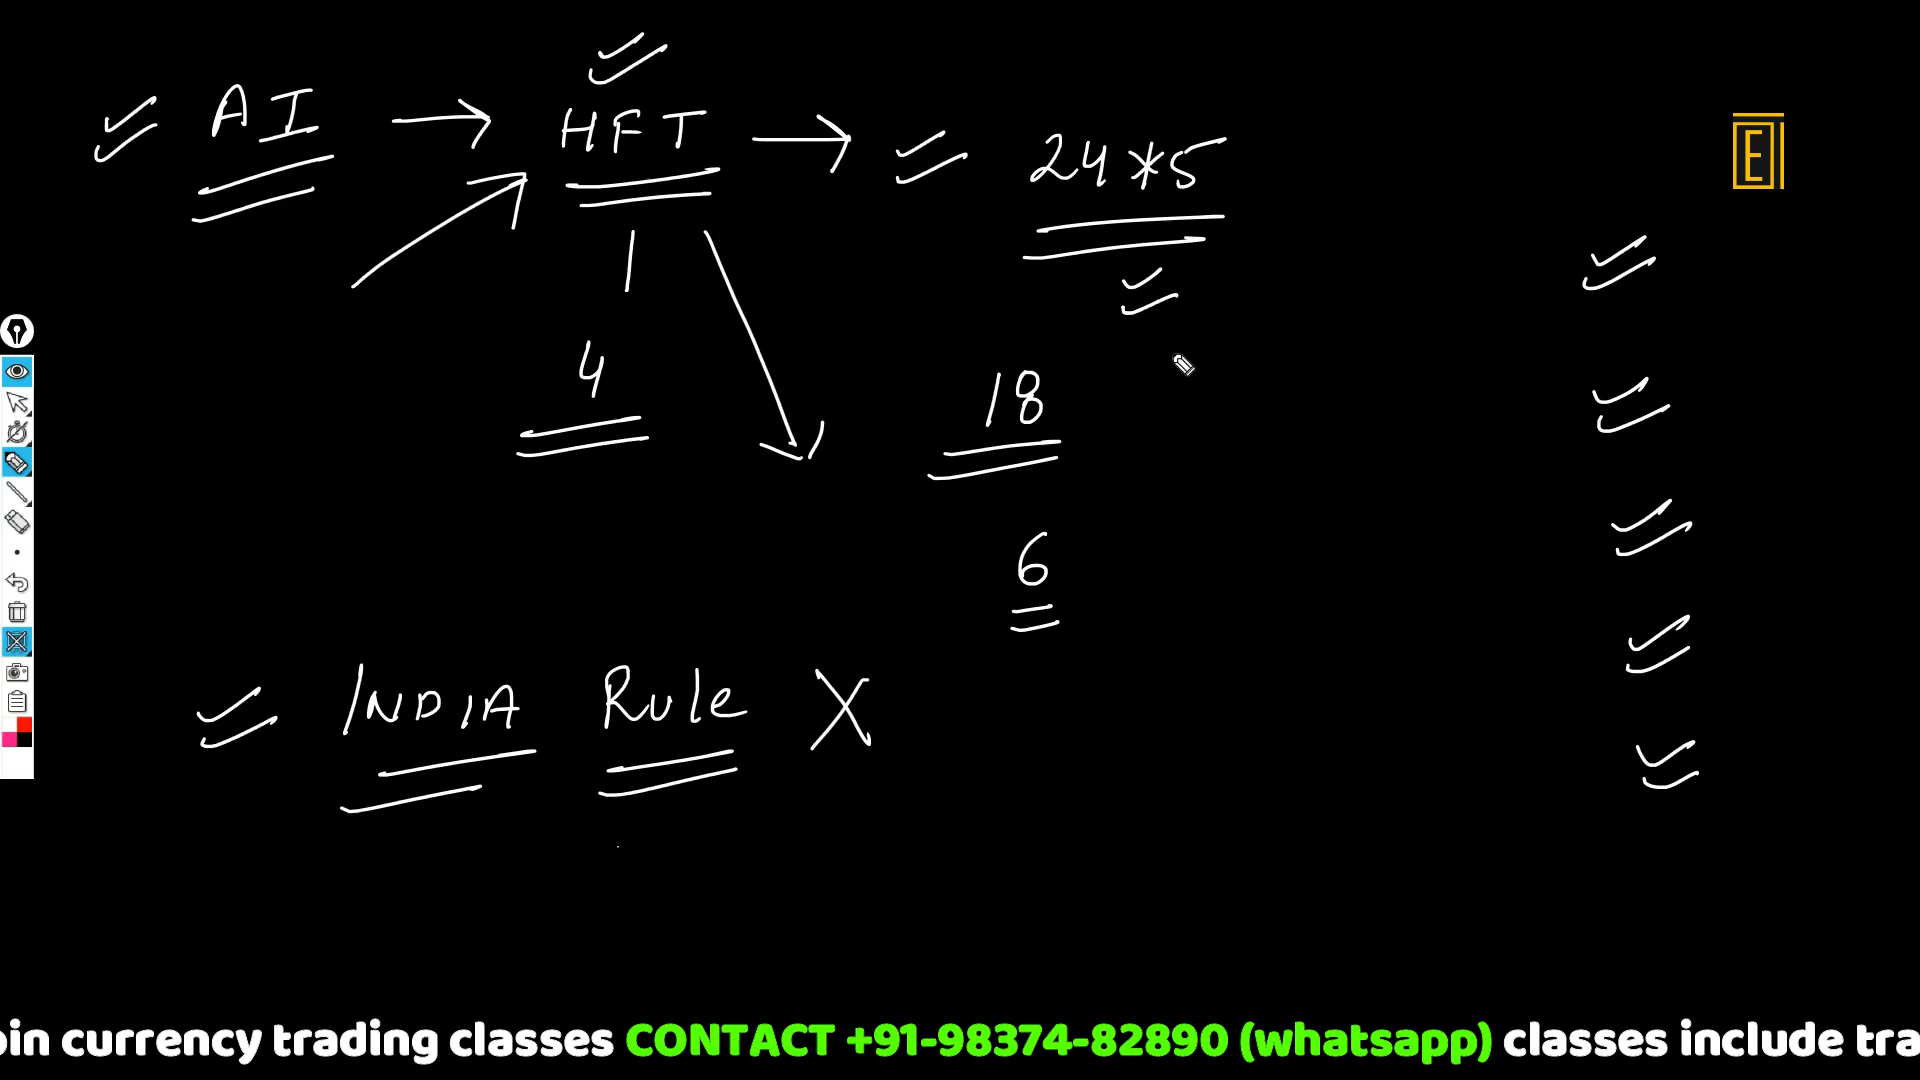 AI → HFT → 24*5
E
4
18
6
INDIA Rule X
oin currency trading classes CONTACT +91-98374-82890 (whatsapp) classes include tra